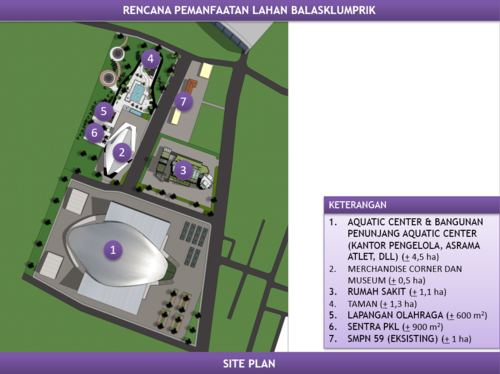 RENCANA PEMANFAATAN LAHAN BALASKLUMPRIK
4
7
5
6
2
3
1
KETERANGAN
1. AQUATIC CENTER & BANGUNAN
PENUNJANG AQUATIC CENTER
(KANTOR PENGELOLA, ASRAMA
ATLET, DLL) (± 4,5 ha)
2. MERCHANDISE CORNER DAN
MUSEUM (± 0,5 ha)
3. RUMAH SAKIT (± 1,1 ha)
4. TAMAN (± 1,3 ha)
5. LAPANGAN OLAHRAGA (± 600 m²)
6. SENTRA PKL (± 900 m²)
7. SMPN 59 (EKSISTING) (± 1 ha)
SITE PLAN